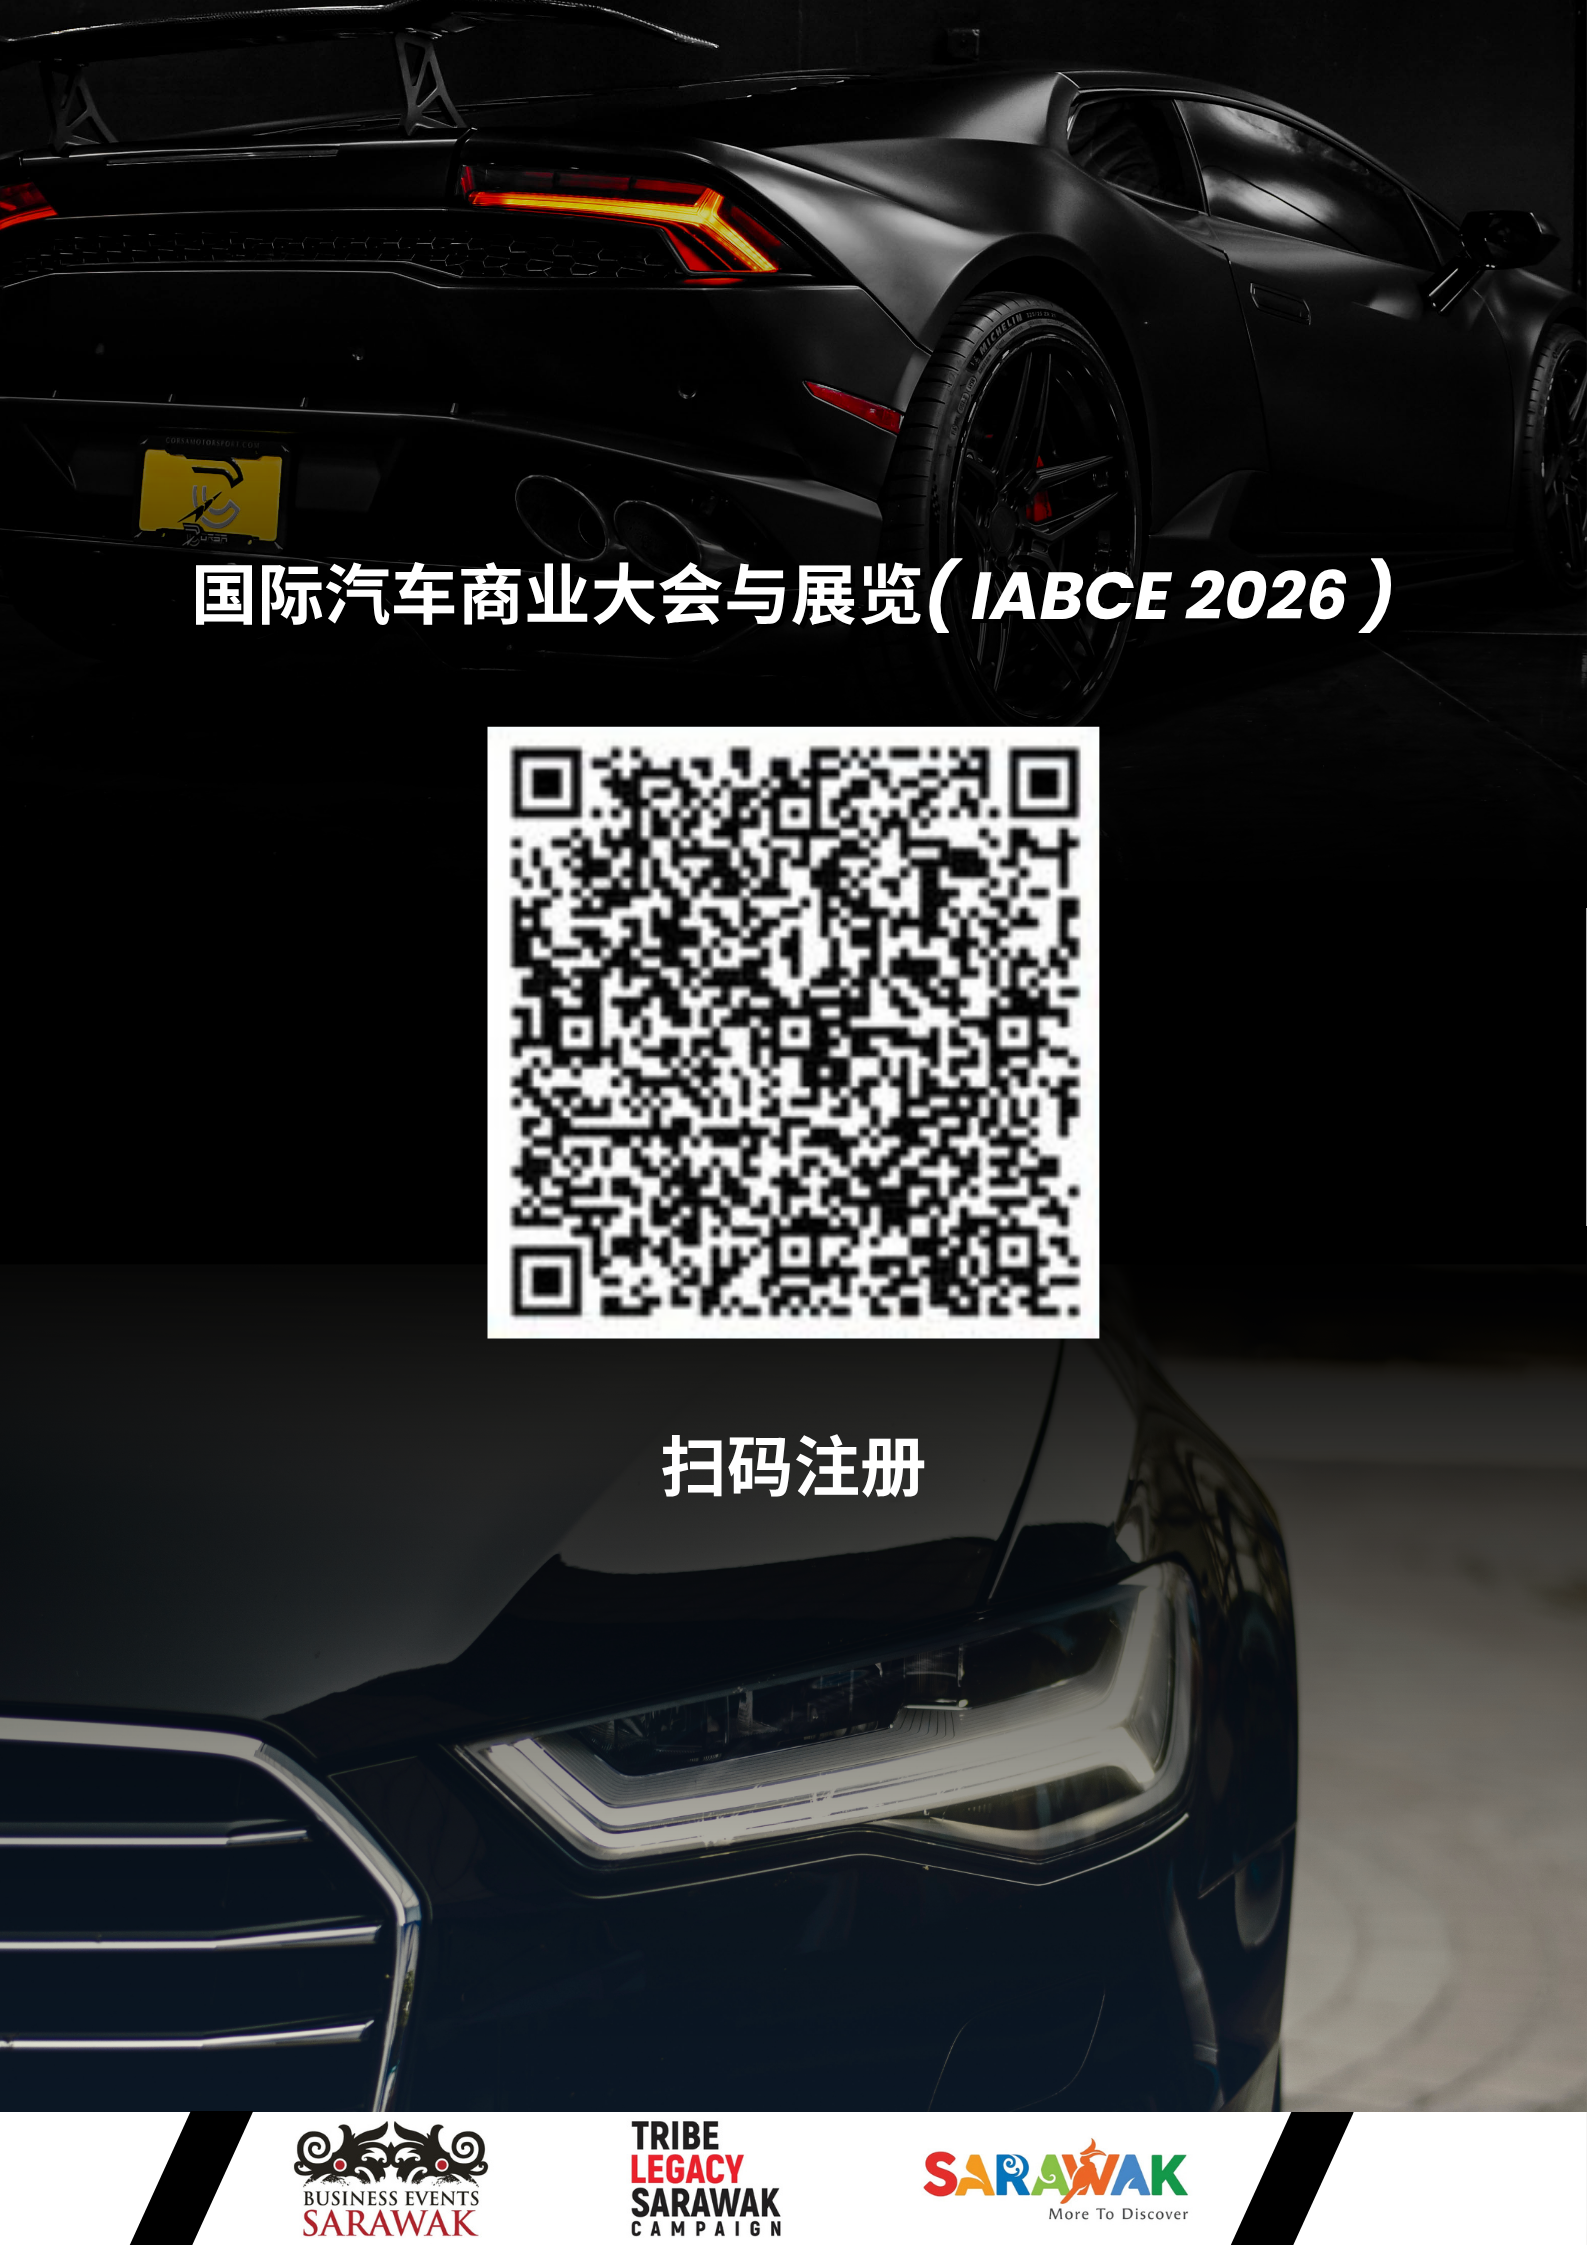 MICHELIN
国际汽车商业大会与展览( IABCE 2026 )
扫码注册
BUSINESS EVENTS
SARAWAK
TRIBE
LEGACY
SARAWAK
CAMPAIGN
SARAWAK
More To Discover